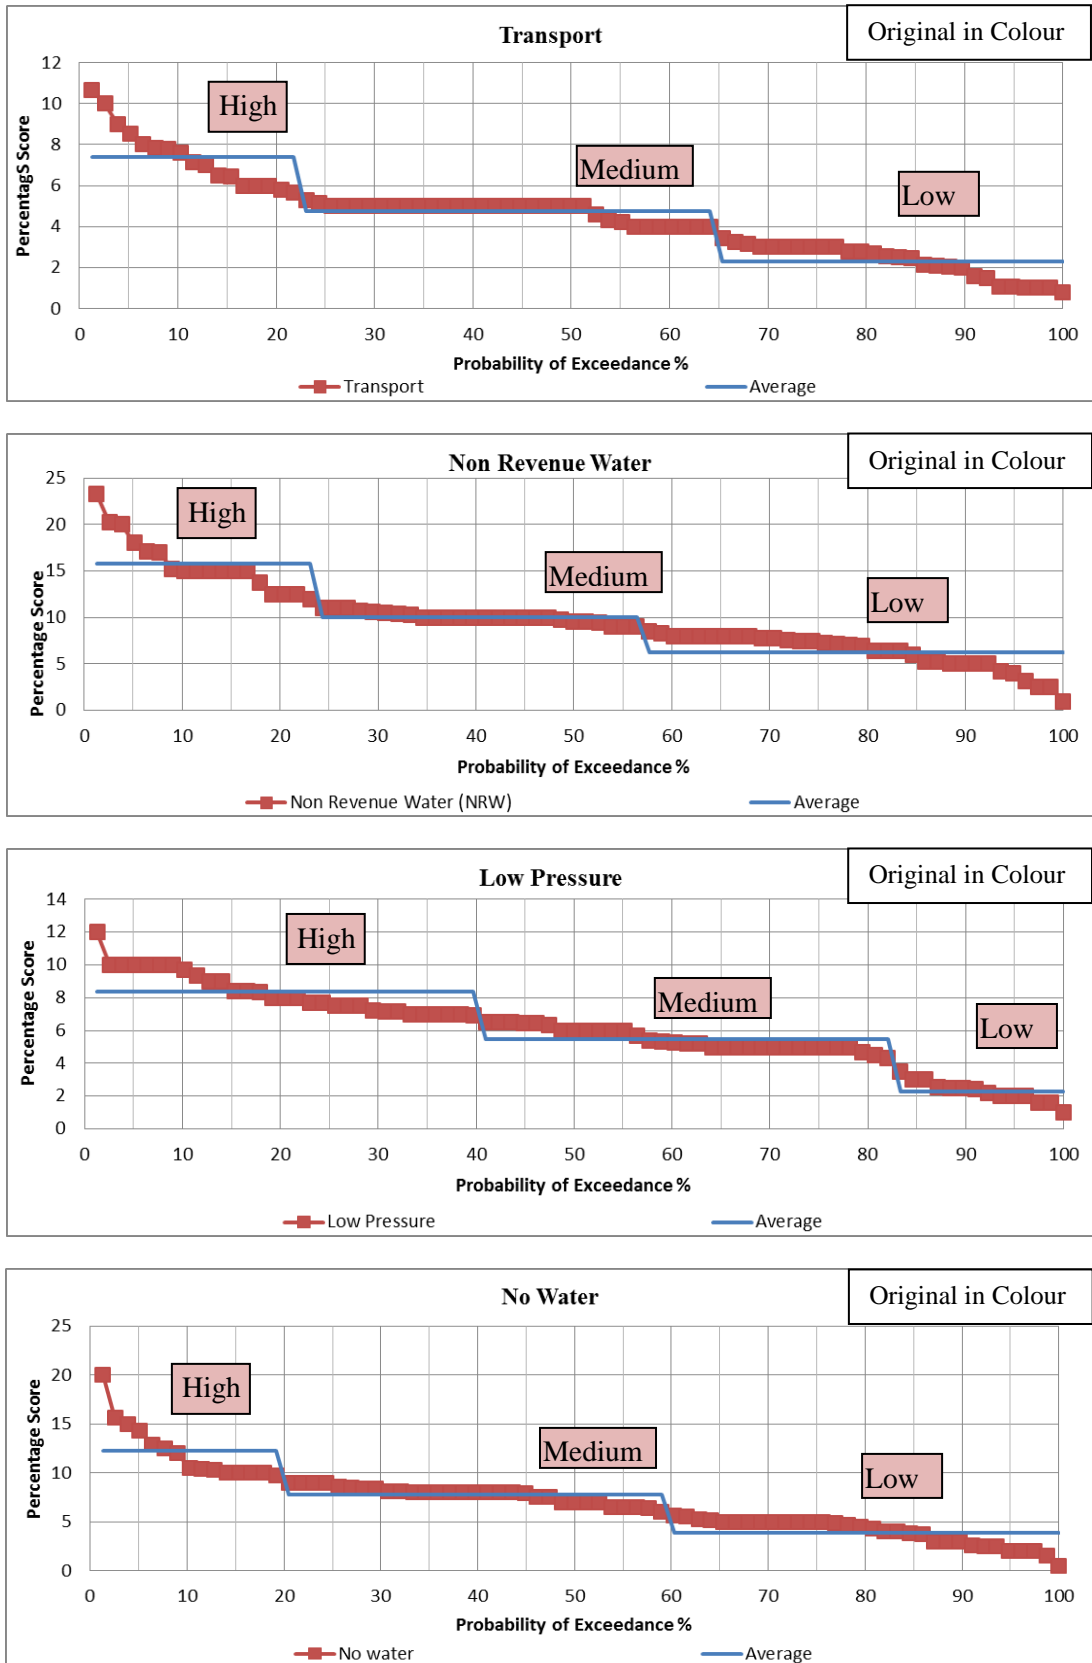 Original in Colour
Transport
PercentagS Score
12
10
8
6
4
2
0
High
Medium
Low
0 10 20 30 40 50 60 70 80 90 100
Probability of Exceedance %
Transport Average
Original in Colour
Non Revenue Water
Percentage Score
25
20
15
10
5
0
High
Medium
Low
0 10 20 30 40 50 60 70 80 90 100
Probability of Exceedance %
Non Revenue Water (NRW) Average
Original in Colour
Low Pressure
Percentage Score
14
12
10
8
6
4
2
0
High
Medium
Low
0 10 20 30 40 50 60 70 80 90 100
Probability of Exceedance %
Low Pressure Average
Original in Colour
No Water
Percentage Score
25
20
15
10
5
0
High
Medium
Low
0 10 20 30 40 50 60 70 80 90 100
Probability of Exceedance %
No water Average